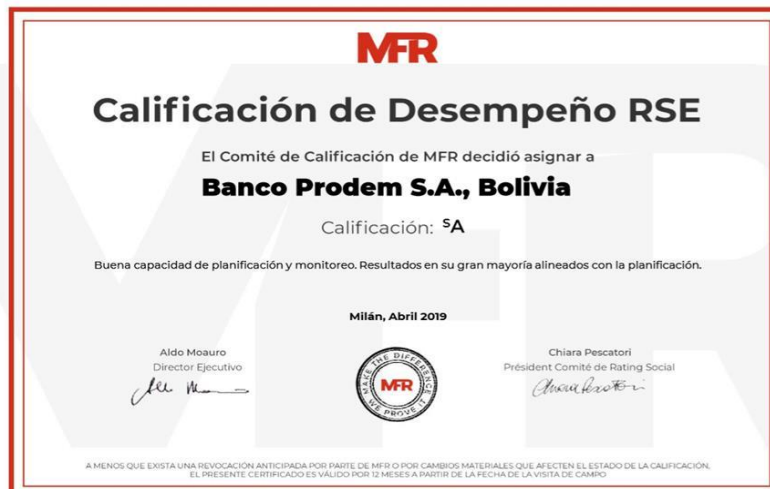 MFR
Calificación de Desempeño RSE
El Comité de Calificación de MFR decidió asignar a
Banco Prodem S.A., Bolivia
Calificación: ˢA
Buena capacidad de planificación y monitoreo. Resultados en su gran mayoría alineados con la planificación.
Milán, Abril 2019
Aldo Moauro
Director Ejecutivo
Chiara Pescatori
Président Comité de Rating Social
MAKE THE DIFFERENCE
MFR
WE PROVE IT
A MENOS QUE EXISTA UNA REVOCACIÓN ANTICIPADA POR PARTE DE MFR O POR CAMBIOS MATERIALES QUE AFECTEN EL ESTADO DE LA CALIFICACIÓN,
EL PRESENTE CERTIFICADO ES VÁLIDO POR 12 MESES A PARTIR DE LA FECHA DE LA VISITA DE CAMPO